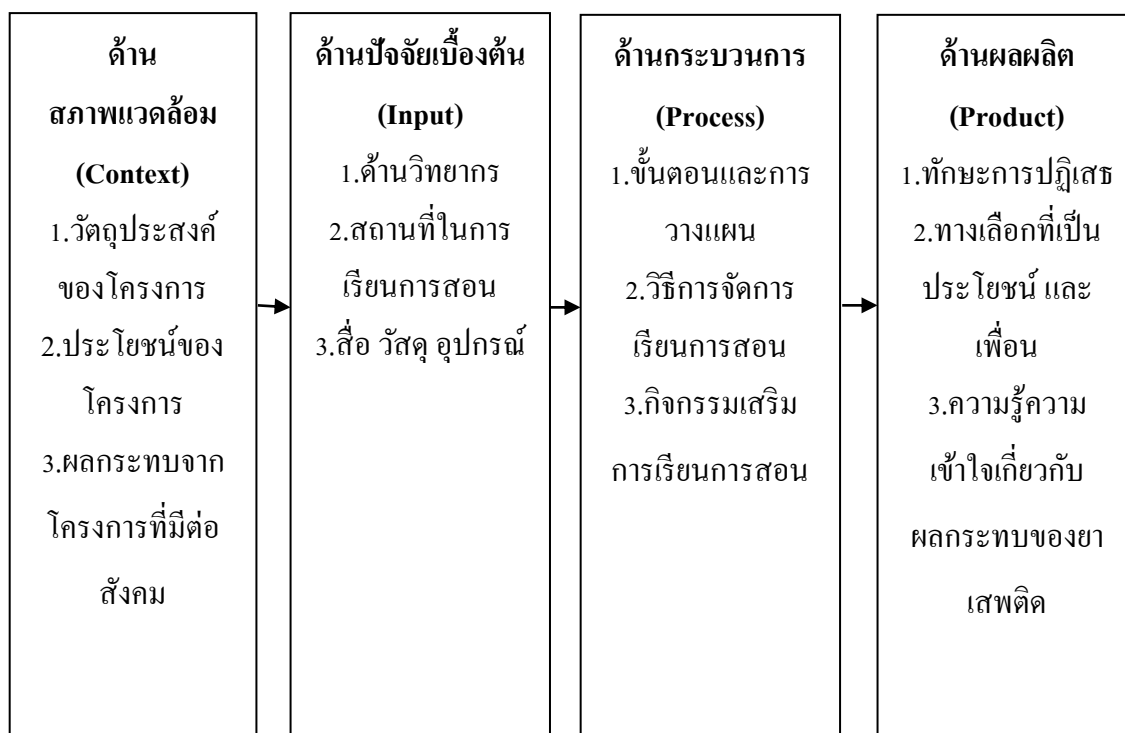 ด้าน
สภาพแวดล้อม
(Context)
1.วัตถุประสงค์
ของโครงการ
2.ประโยชน์ของ
โครงการ
3.ผลกระทบจาก
โครงการที่มีต่อ
สังคม
ด้านปัจจัยเบื้องต้น
(Input)
1.ด้านวิทยากร
2.สถานที่ในการ
เรียนการสอน
3.สื่อ วัสดุ อุปกรณ์
ด้านกระบวนการ
(Process)
1.ขั้นตอนและการ
วางแผน
2.วิธีการจัดการ
เรียนการสอน
3.กิจกรรมเสริม
การเรียนการสอน
ด้านผลผลิต
(Product)
1.ทักษะการปฏิเสธ
2.ทางเลือกที่เป็น
ประโยชน์ และ
เพื่อน
3.ความรู้ความ
เข้าใจเกี่ยวกับ
ผลกระทบของยา
เสพติด